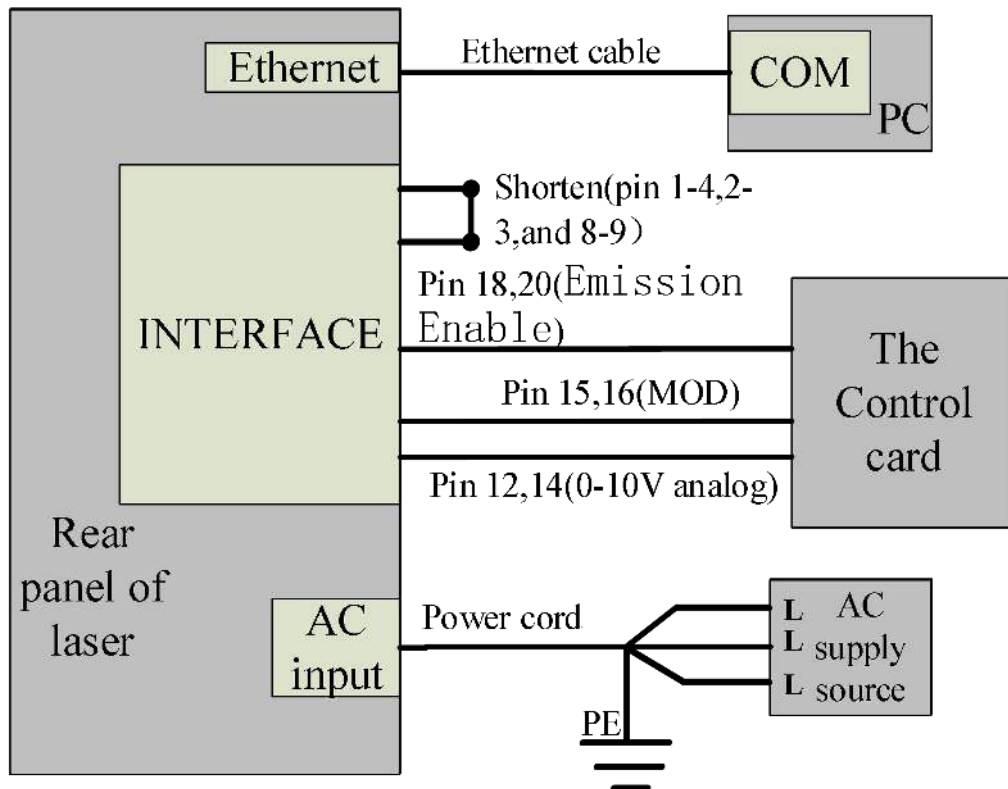 Ethernet
Ethernet cable
COM
PC
Shorten(pin 1-4,2-
3,and 8-9）
Pin 18,20(Emission
Enable)
INTERFACE
The
Control
card
Pin 15,16(MOD)
Pin 12,14(0-10V analog)
Rear
panel of
laser
AC
input
Power cord
L AC
L supply
L source
PE